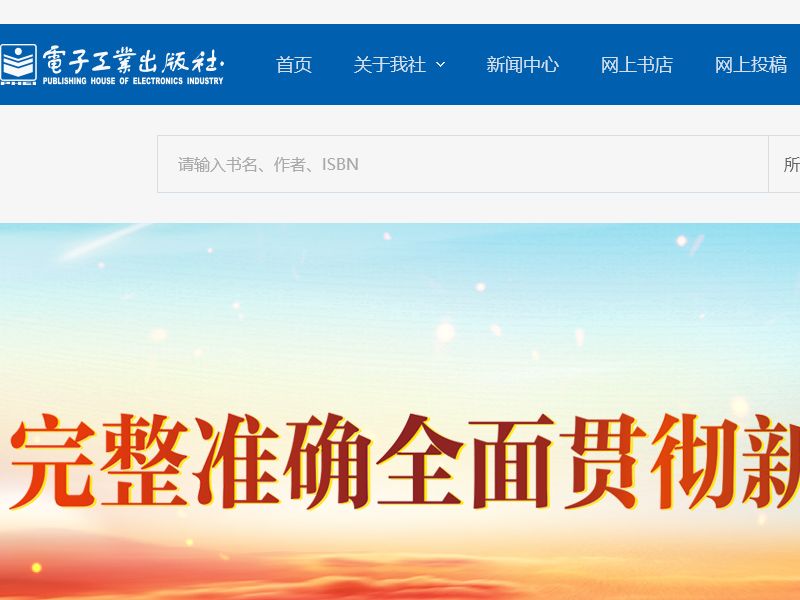 電子工業出版社·
PUBLISHING HOUSE OF ELECTRONICS INDUSTRY
PHEI
首页 关于我社 新闻中心 网上书店 网上投稿
请输入书名、作者、ISBN 所
完整准确全面贯彻新